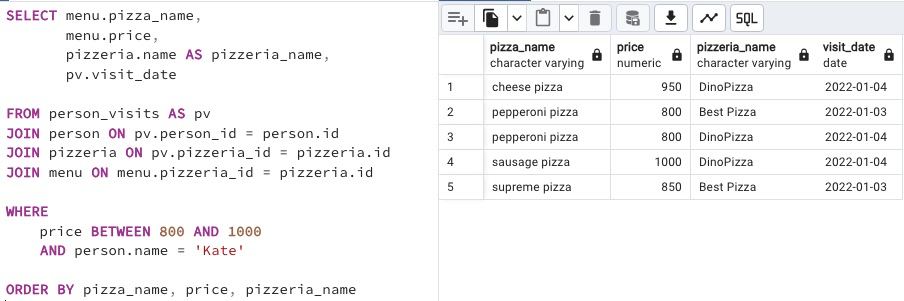 SELECT menu.pizza_name,
menu.price,
pizzeria.name AS pizzeria_name,
pv.visit_date
FROM person_visits AS pv
JOIN person ON pv.person_id = person.id
JOIN pizzeria ON pv.pizzeria_id = pizzeria.id
JOIN menu ON menu.pizzeria_id = pizzeria.id
WHERE
price BETWEEN 800 AND 1000
AND person.name = 'Kate'
ORDER BY pizza_name, price, pizzeria_name
SQL
pizza_name price pizzeria_name visit_date
character varying numeric character varying date
1 cheese pizza 950 DinoPizza 2022-01-04
2 pepperoni pizza 800 Best Pizza 2022-01-03
3 pepperoni pizza 800 DinoPizza 2022-01-04
4 sausage pizza 1000 DinoPizza 2022-01-04
5 supreme pizza 850 Best Pizza 2022-01-03